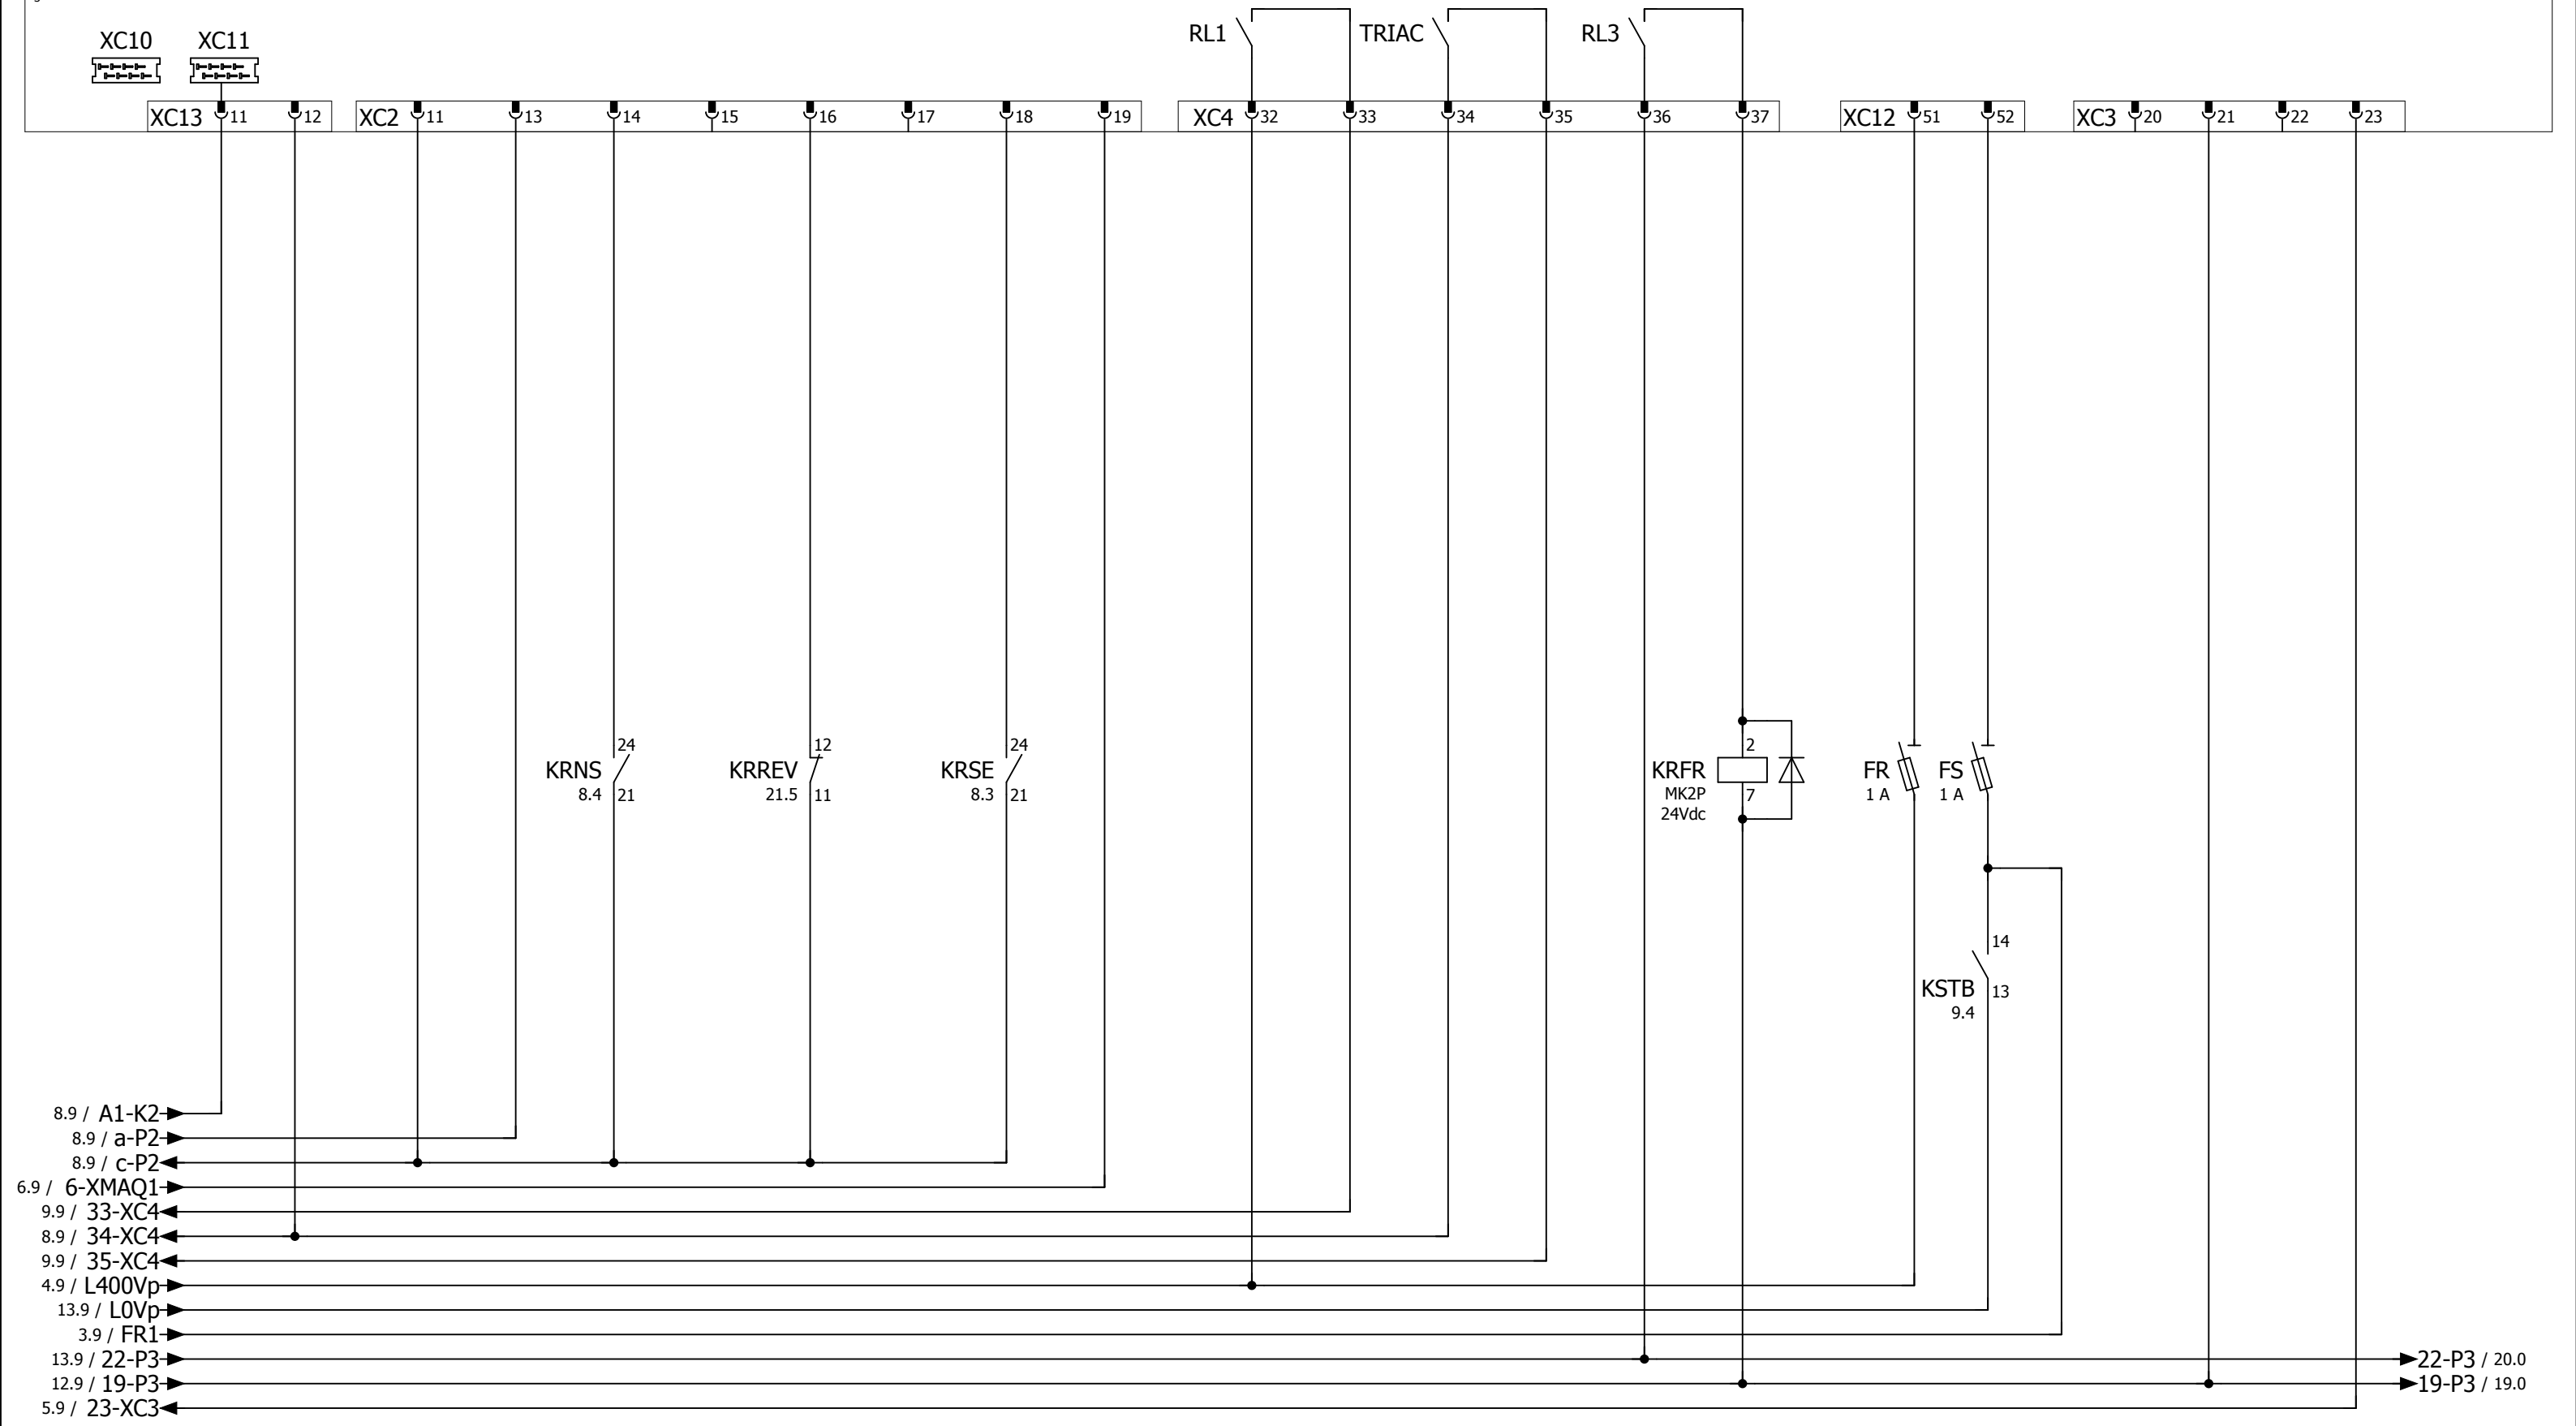 RL1 TRIAC RL3
XC10 XC11
XC13 11 12 XC2 11 13 14 15 16 17 18 19 XC4 32 33 34 35 36 37 XC12 51 52 XC3 20 21 22 23
24 12 24 2
KRNS KRREV KRSE KRFR FR FS
8.4 21 21.5 11 8.3 21 MK2P 7 1 A 1 A
24Vdc
14
KSTB 13
9.4
8.9 / A1-K2
8.9 / a-P2
8.9 / c-P2
6.9 / 6-XMAQ1
9.9 / 33-XC4
8.9 / 34-XC4
9.9 / 35-XC4
4.9 / L400Vp
13.9 / L0Vp
3.9 / FR1
13.9 / 22-P3 22-P3 / 20.0
12.9 / 19-P3 19-P3 / 19.0
5.9 / 23-XC3